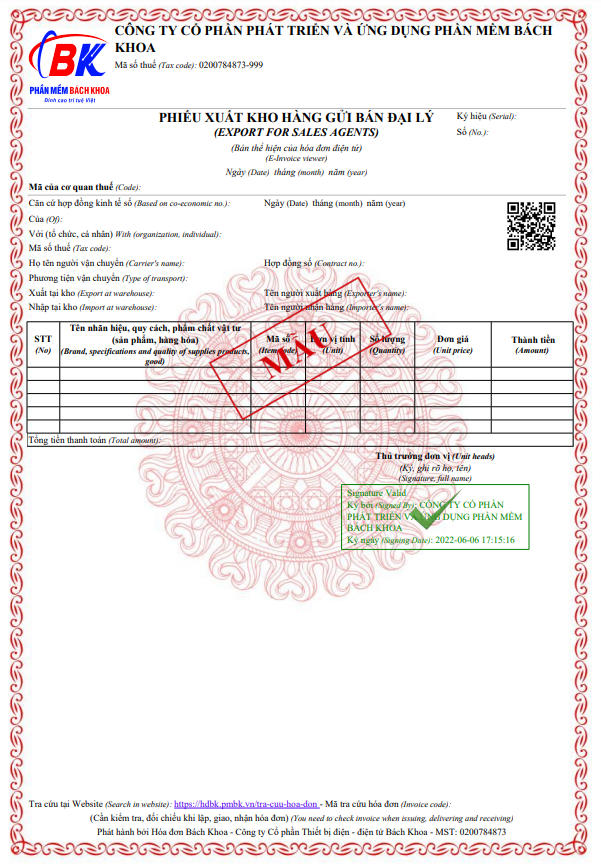 CÔNG TY CỔ PHẦN PHÁT TRIỂN VÀ ỨNG DỤNG PHẦN MỀM BÁCH
KHOA
Mã số thuế (Tax code): 0200784873-999
BK
PHẦN MỀM BÁCH KHOA
Đỉnh cao trí tuệ Việt
PHIẾU XUẤT KHO HÀNG GỬI BÁN ĐẠI LÝ
(EXPORT FOR SALES AGENTS)
Ký hiệu (Serial):
Số (No.):
(Bản thể hiện của hóa đơn điện tử)
(E-Invoice viewer)
Ngày (Date) tháng (month) năm (year)
Mã của cơ quan thuế (Code):
Căn cứ hợp đồng kinh tế số (Based on co-economic no.): Ngày (Date) tháng (month) năm (year)
Của (Of):
Với (tổ chức, cá nhân) With (organization, individual):
Mã số thuế (Tax code):
Họ tên người vận chuyển (Carrier's name): Hợp đồng số (Contract no.):
Phương tiện vận chuyển (Type of transport):
Xuất tại kho (Export at warehouse): Tên người xuất hàng (Exporter's name):
Nhập tại kho (Import at warehouse): Tên người nhận hàng (Importer's name):
MẪU
STT
(No)
Tên nhãn hiệu, quy cách, phẩm chất vật tư
(sản phẩm, hàng hóa)
(Brand, specifications and quality of supplies products,
good)
Mã số
(Item code)
Đơn vị tính
(Unit)
Số lượng
(Quantity)
Đơn giá
(Unit price)
Thành tiền
(Amount)
Tổng tiền thanh toán (Total amount):
Thủ trưởng đơn vị (Unit heads)
(Ký, ghi rõ họ, tên)
(Signature, full name)
Signature Valid
Ký bởi (Signed By): CÔNG TY CỔ PHẦN
PHÁT TRIỂN VÀ ỨNG DỤNG PHẦN MỀM
BÁCH KHOA
Ký ngày (Signing Date): 2022-06-06 17:15:16
Tra cứu tại Website (Search in website): https://hdbk.pmbk.vn/tra-cuu-hoa-don - Mã tra cứu hóa đơn (Invoice code):
(Cần kiểm tra, đối chiếu khi lập, giao, nhận hóa đơn) (You need to check invoice when issuing, delivering and receiving)
Phát hành bởi Hóa đơn Bách Khoa - Công ty Cổ phần Thiết bị điện - điện tử Bách Khoa - MST: 0200784873